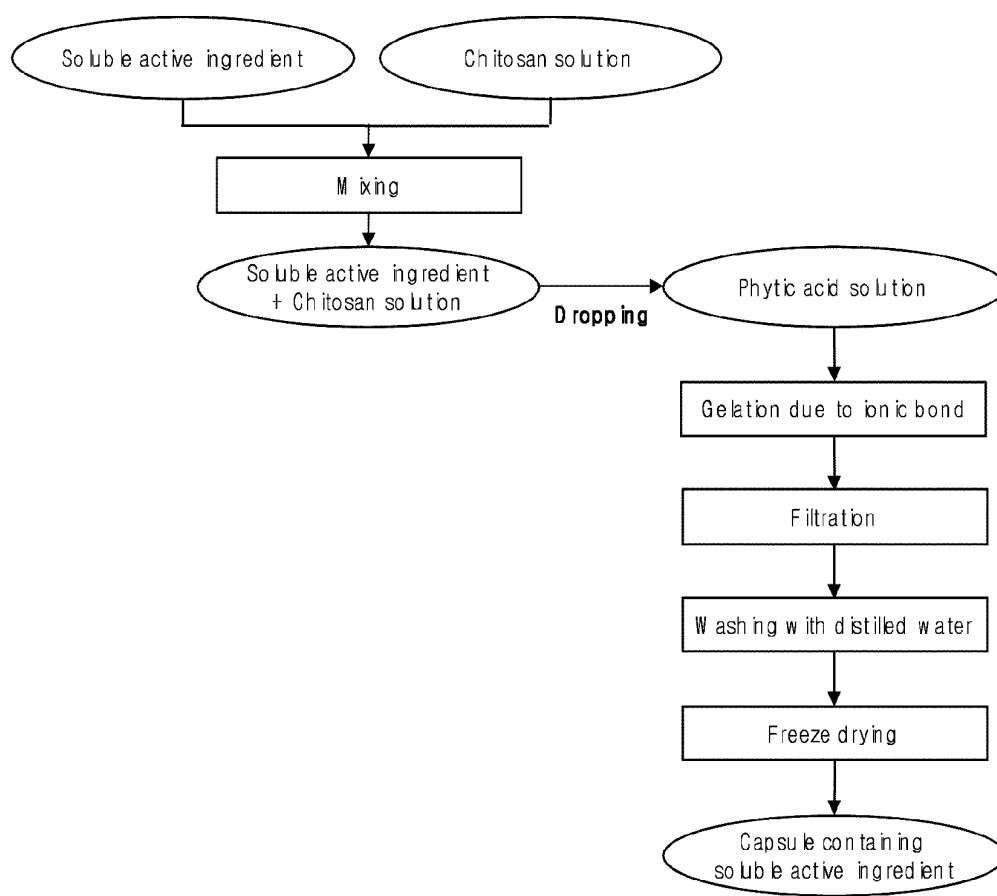 Soluble active ingredient
Chitosan solution
Mixing
Soluble active ingredient
+ Chitosan solution
Dropping
Phytic acid solution
Gelation due to ionic bond
Filtration
Washing with distilled water
Freeze drying
Capsule containing
soluble active ingredient